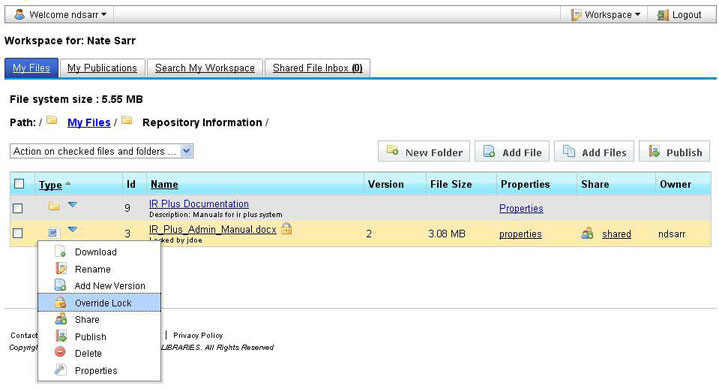 Welcome ndsarr Workspace Logout
Workspace for: Nate Sarr
My Files My Publications Search My Workspace Shared File Inbox (0)
File system size : 5.55 MB
Path: / My Files / Repository Information /
Action on checked files and folders ... New Folder Add File Add Files Publish
Type Id Name Version File Size Properties Share Owner
9 IR Plus Documentation Properties
Description: Manuals for ir plus system
3 IR_Plus_Admin_Manual.docx 2 3.08 MB properties shared ndsarr
Locked by jdoe
Download
Rename
Add New Version
Override Lock
Share
Publish
Delete
Properties
Contact | Privacy Policy
LIBRARIES. All Rights Reserved